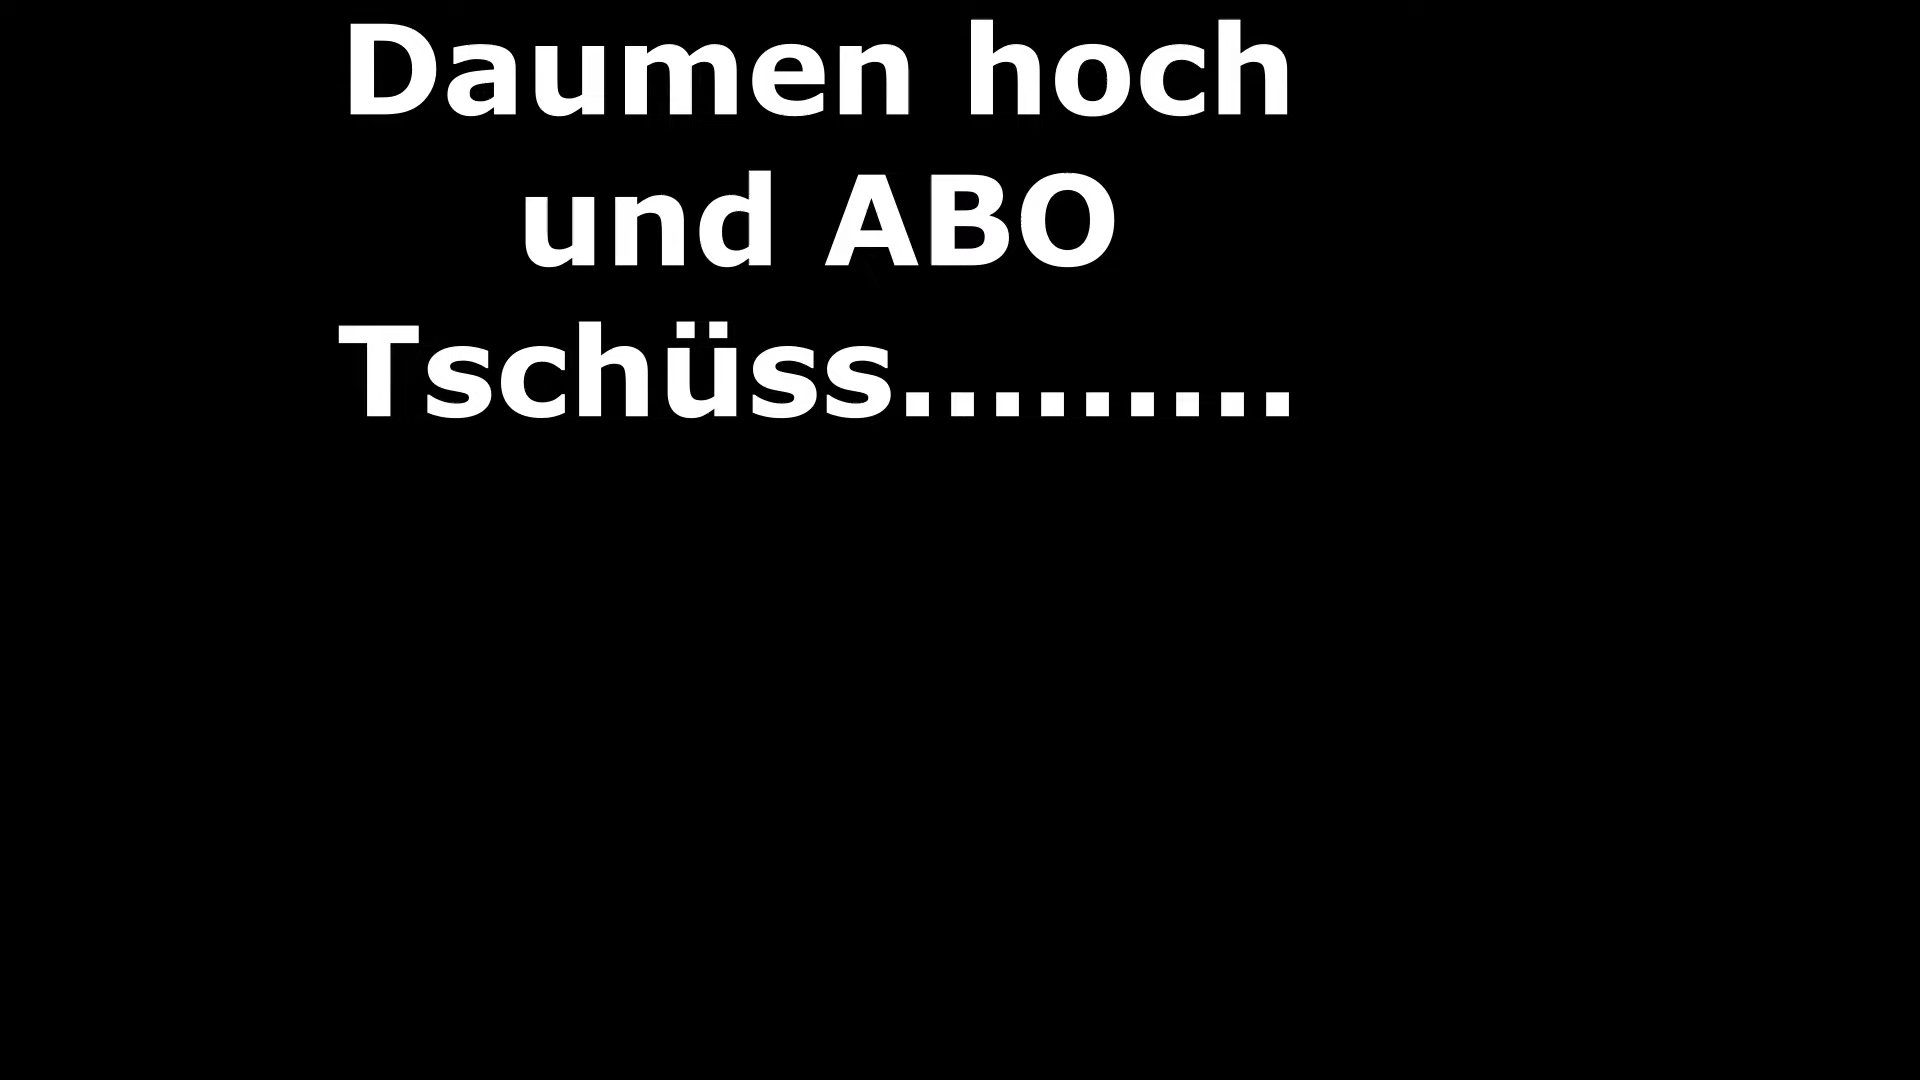 Daumen hoch
und ABO
Tschüss.........